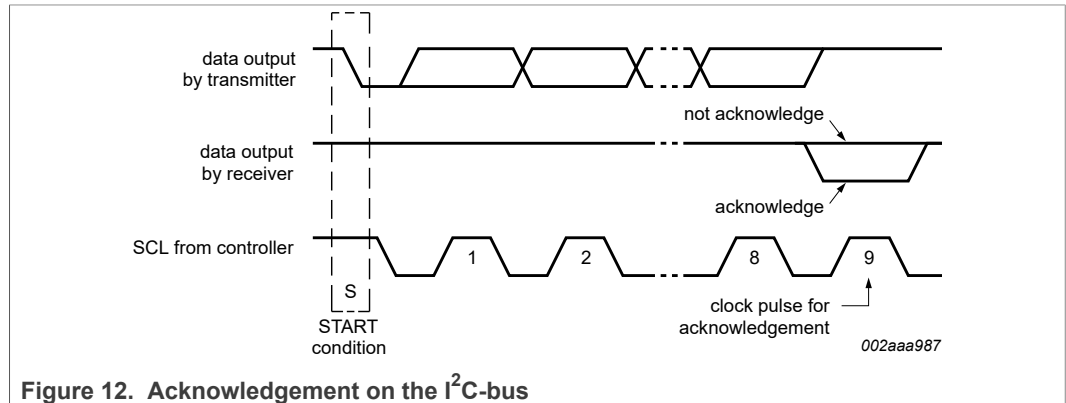 data output
by transmitter
not acknowledge
data output
by receiver
acknowledge
SCL from controller
1
2
8
9
S
START
condition
clock pulse for
acknowledgement
002aaa987
Figure 12. Acknowledgement on the I²C-bus